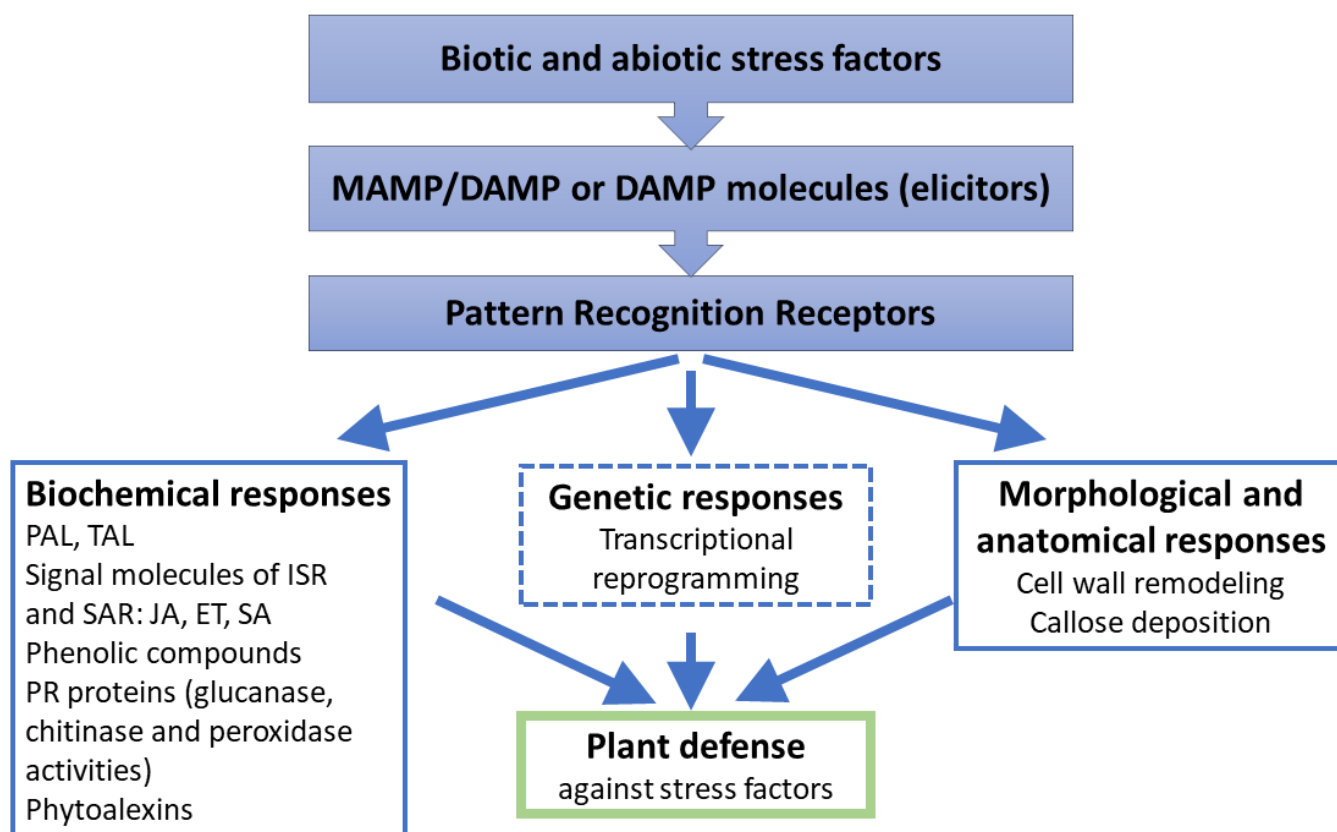 Biotic and abiotic stress factors
MAMP/DAMP or DAMP molecules (elicitors)
Pattern Recognition Receptors
Biochemical responses
PAL, TAL
Signal molecules of ISR
and SAR: JA, ET, SA
Phenolic compounds
PR proteins (glucanase,
chitinase and peroxidase
activities)
Phytoalexins
Genetic responses
Transcriptional
reprogramming
Morphological and
anatomical responses
Cell wall remodeling
Callose deposition
Plant defense
against stress factors